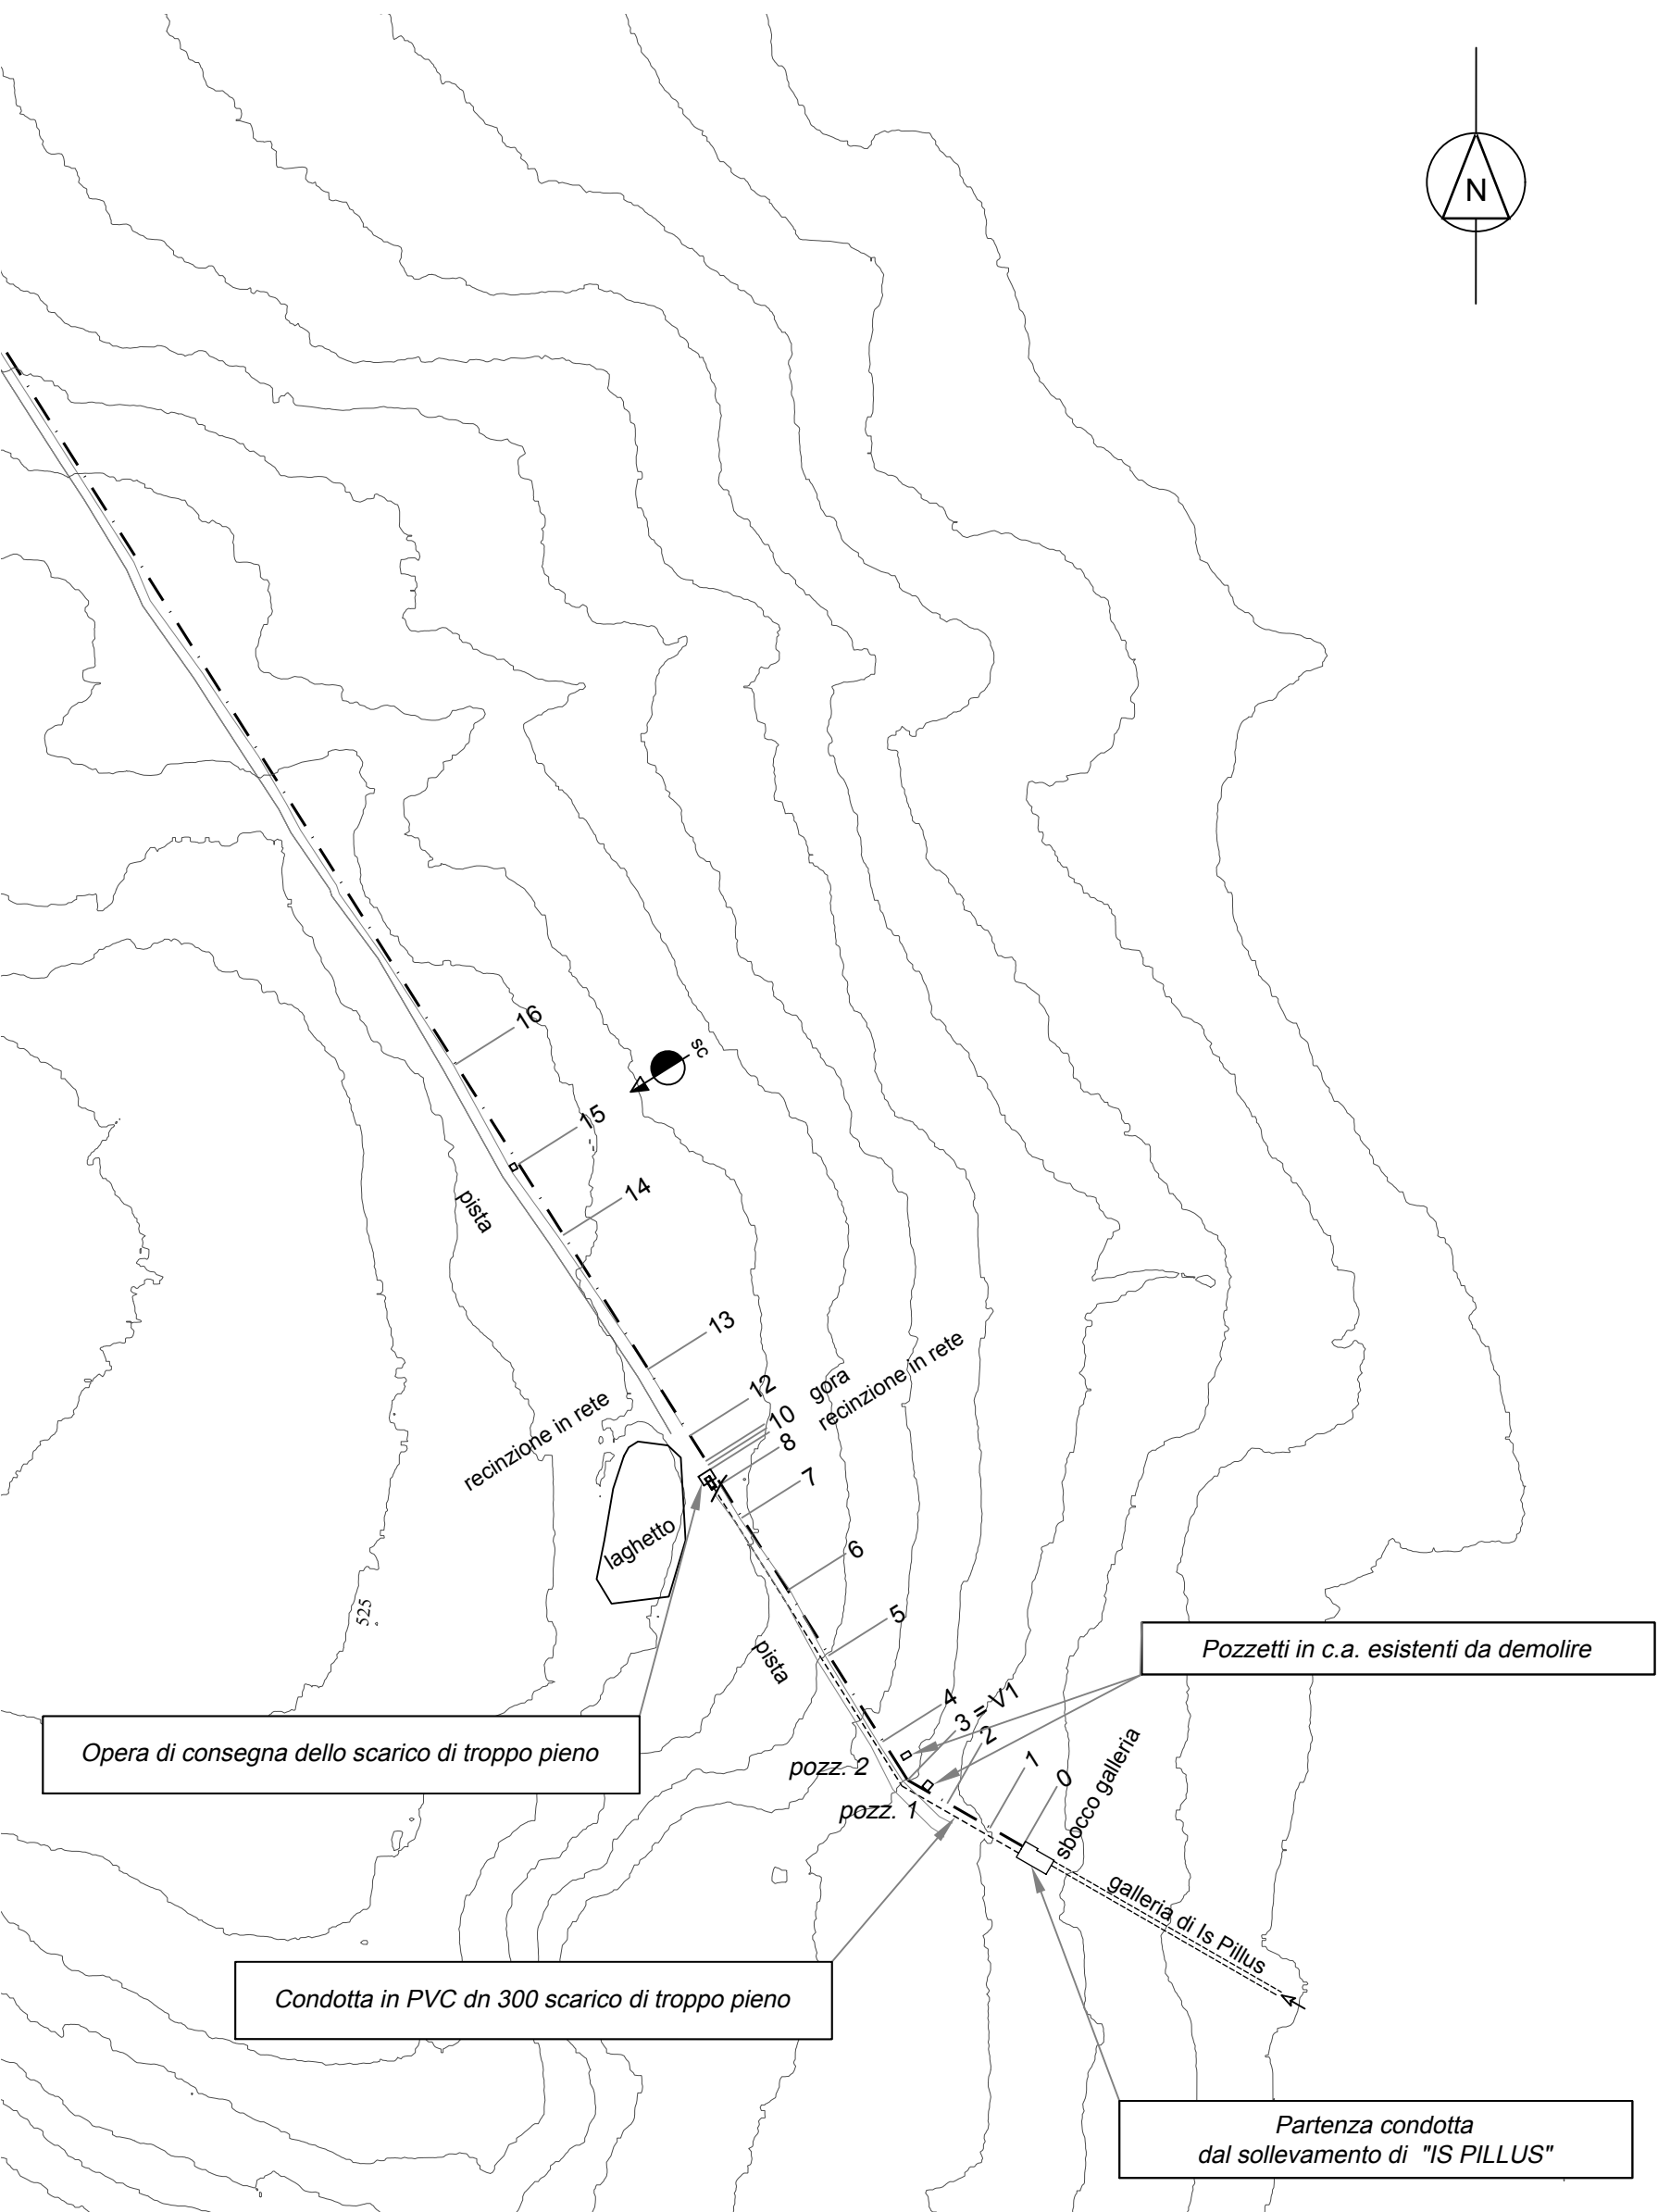 N
16
sc
15
14
pista
13
12
gora
recinzione in rete
10
recinzione in rete
8
7
laghetto
6
525
5
pista
Pozzetti in c.a. esistenti da demolire
4
3 = V1
2
Opera di consegna dello scarico di troppo pieno
pozz. 2
1
0
sbocco galleria
pozz. 1
galleria di Is Pillus
Condotta in PVC dn 300 scarico di troppo pieno
Partenza condotta
dal sollevamento di "IS PILLUS"